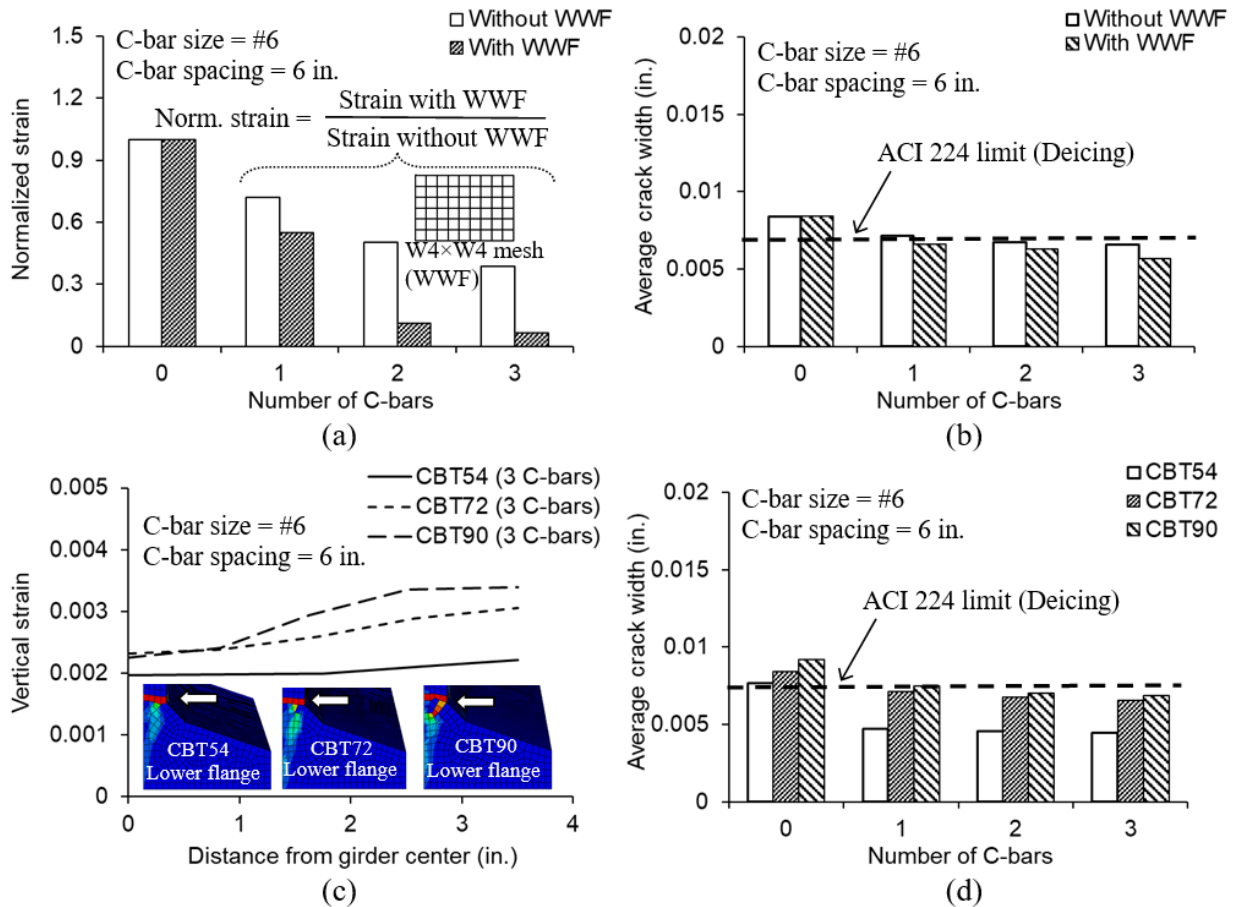 Without WWF
With WWF
C-bar size = #6
C-bar spacing = 6 in.
Norm. strain = Strain with WWF
Strain without WWF
W4×W4 mesh
(WWF)
Normalized strain
1.5
1.2
0.9
0.6
0.3
0
0 1 2 3
Number of C-bars
(a)
Without WWF
With WWF
C-bar size = #6
C-bar spacing = 6 in.
ACI 224 limit (Deicing)
Average crack width (in.)
0.02
0.015
0.01
0.005
0
0 1 2 3
Number of C-bars
(b)
CBT54 (3 C-bars)
CBT72 (3 C-bars)
CBT90 (3 C-bars)
C-bar size = #6
C-bar spacing = 6 in.
Vertical strain
0.005
0.004
0.003
0.002
0.001
0
CBT54
Lower flange
CBT72
Lower flange
CBT90
Lower flange
0 1 2 3 4
Distance from girder center (in.)
(c)
CBT54
CBT72
CBT90
C-bar size = #6
C-bar spacing = 6 in.
ACI 224 limit (Deicing)
Average crack width (in.)
0.02
0.015
0.01
0.005
0
0 1 2 3
Number of C-bars
(d)